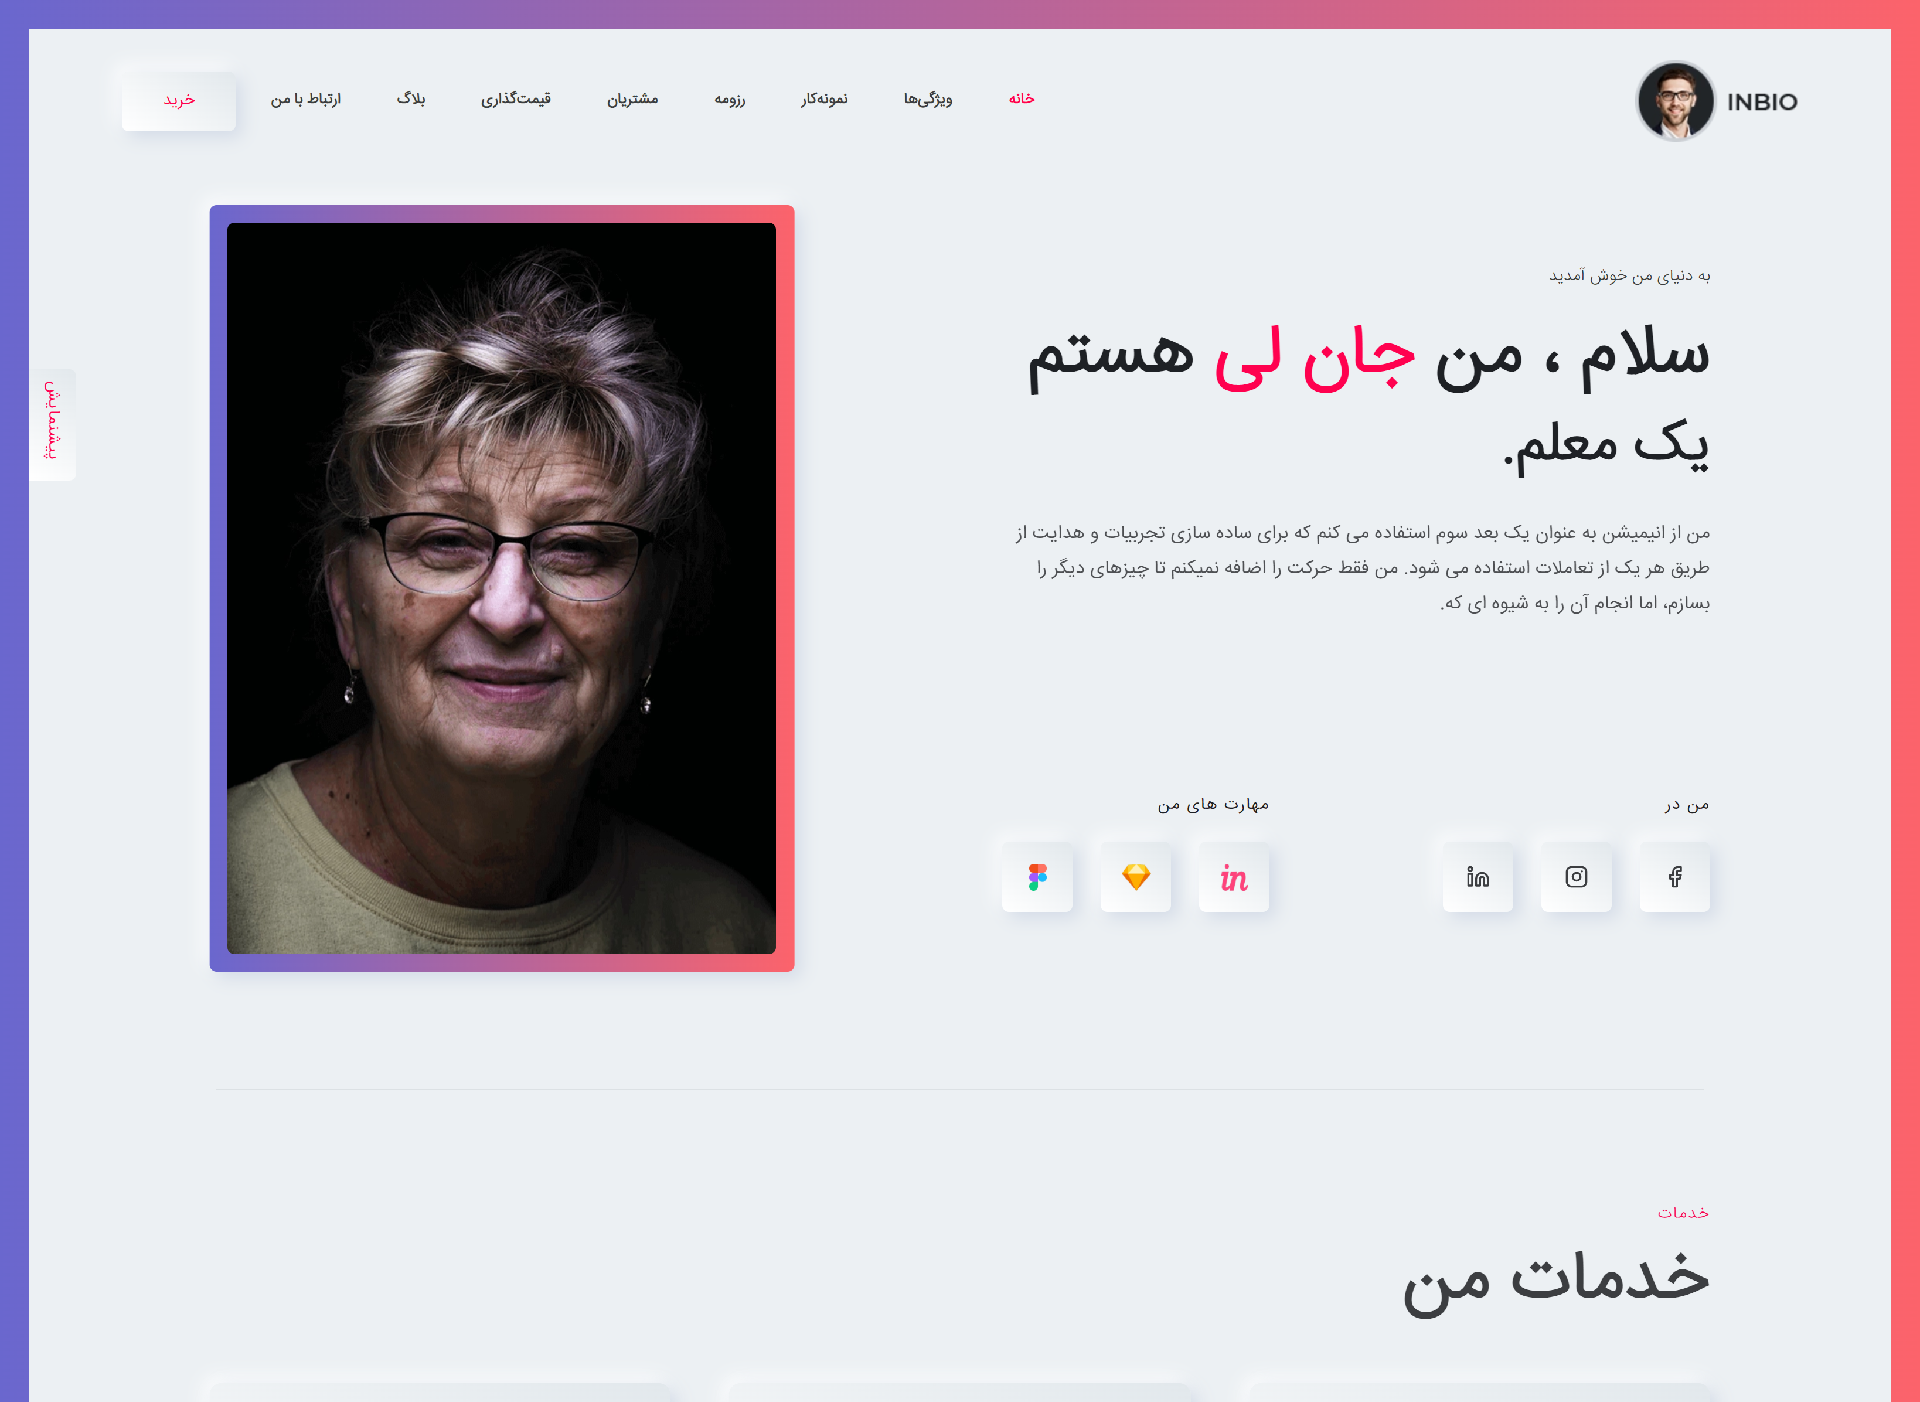 INBIO
خانه
ویژگی‌ها
نمونه‌کار
رزومه
مشتریان
قیمت‌گذاری
بلاگ
ارتباط با من
خرید
به دنیای من خوش آمدید
سلام ، من جان لی هستم
یک معلم.
من از انیمیشن به عنوان یک بعد سوم استفاده می کنم که برای ساده سازی تجربیات و هدایت از
طریق هر یک از تعاملات استفاده می شود. من فقط حرکت را اضافه نمیکنم تا چیزهای دیگر را
بسازم، اما انجام آن را به شیوه ای که.
پیشنمایش
من در
مهارت های من
in
خدمات
خدمات من